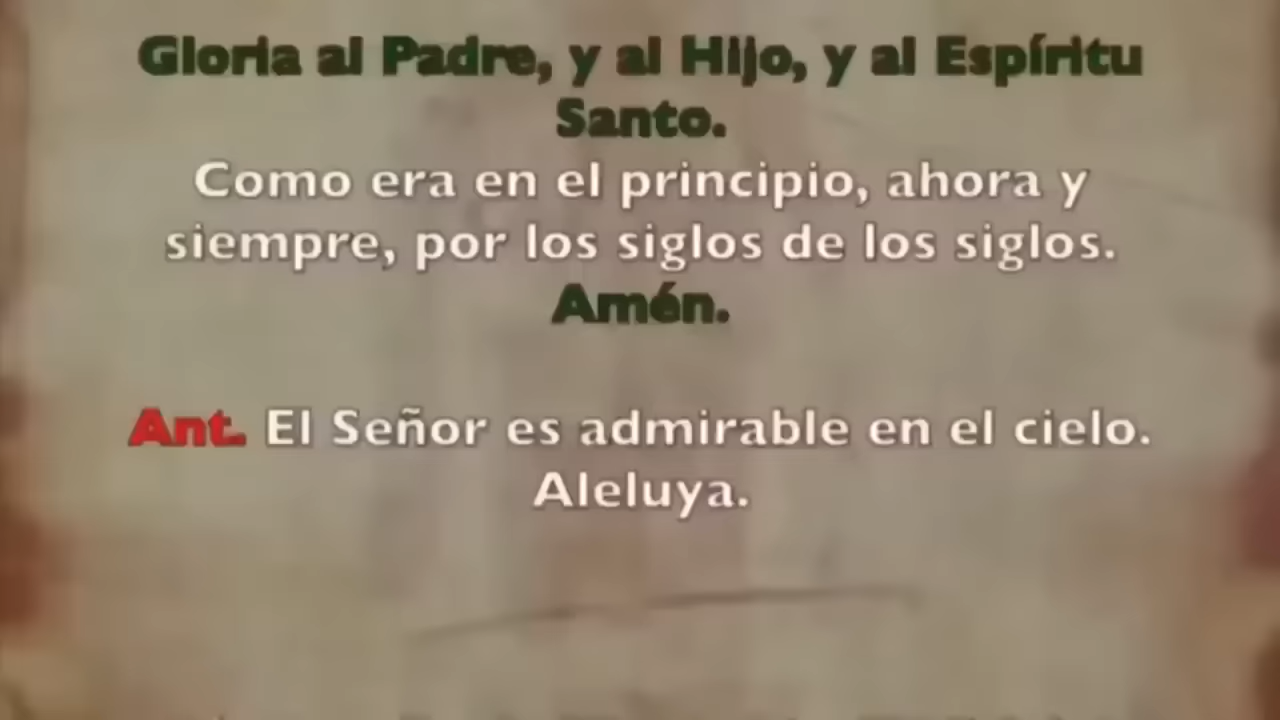 Gloria al Padre, y al Hijo, y al Espíritu
Santo.
Como era en el principio, ahora y
siempre, por los siglos de los siglos.
Amén.
Ant. El Señor es admirable en el cielo.
Aleluya.